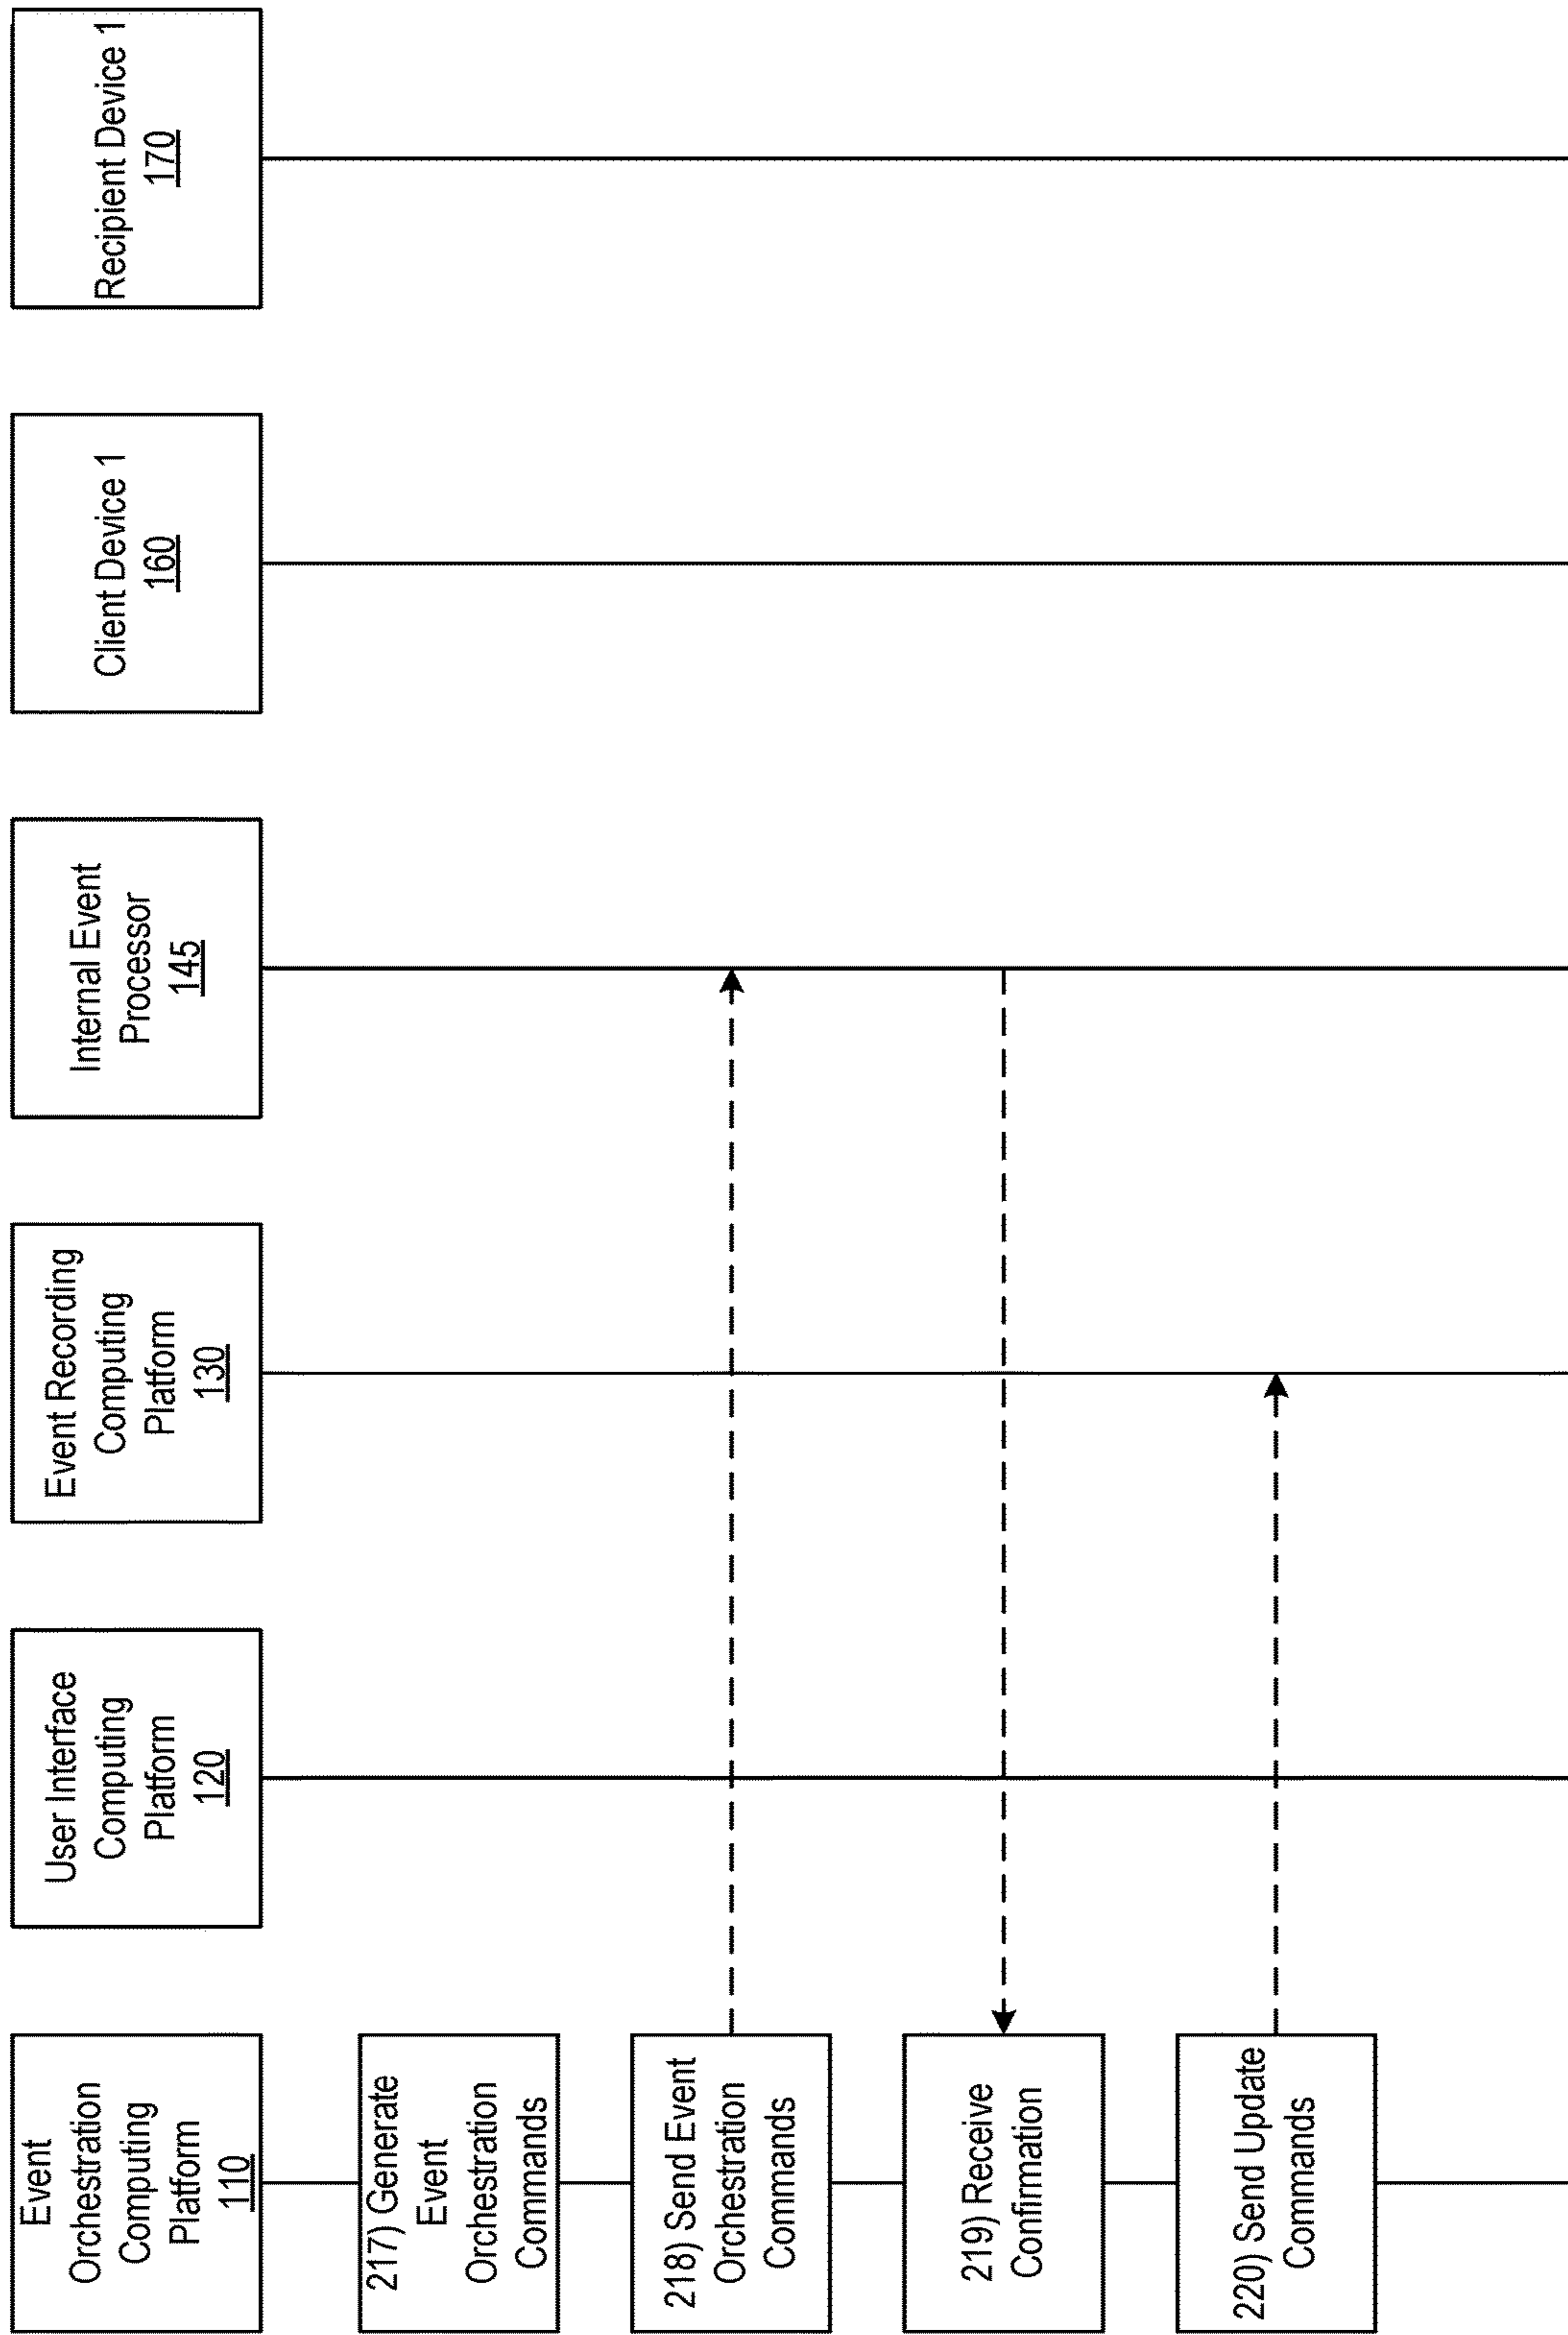 Event
Orchestration
Computing
Platform
110
User Interface
Computing
Platform
120
Event Recording
Computing
Platform
130
Internal Event
Processor
145
Client Device 1
160
Recipient Device 1
170
217) Generate
Event
Orchestration
Commands
218) Send Event
Orchestration
Commands
219) Receive
Confirmation
220) Send Update
Commands